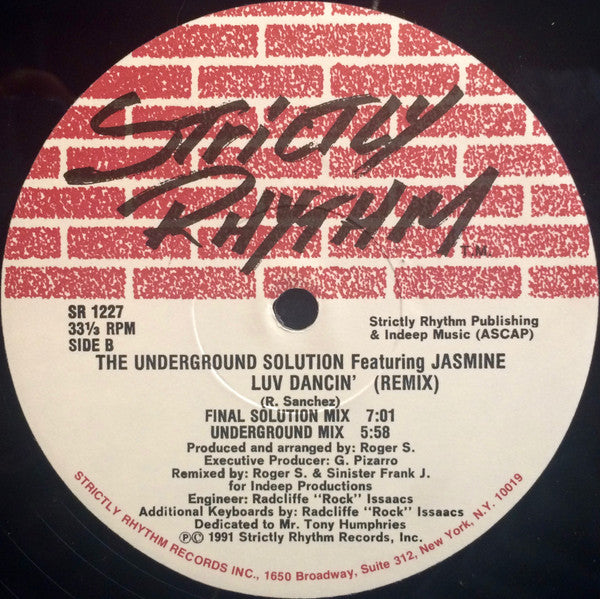 STRICTLY
RHYTHM
T.M.
SR 1227
33⅓ RPM
SIDE B
Strictly Rhythm Publishing
& Indeep Music (ASCAP)
THE UNDERGROUND SOLUTION Featuring JASMINE
LUV DANCIN' (REMIX)
(R. Sanchez)
FINAL SOLUTION MIX 7:01
UNDERGROUND MIX 5:58
Produced and arranged by: Roger S.
Executive Producer: G. Pizarro
Remixed by: Roger S. & Sinister Frank J.
for Indeep Productions
Engineer: Radcliffe "Rock" Issaacs
Additional Keyboards by: Radcliffe "Rock" Issacs
Dedicated to Mr. Tony Humphries
℗© 1991 Strictly Rhythm Records, Inc.
STRICTLY RHYTHM RECORDS INC., 1650 Broadway, Suite 312, New York, N.Y. 10019